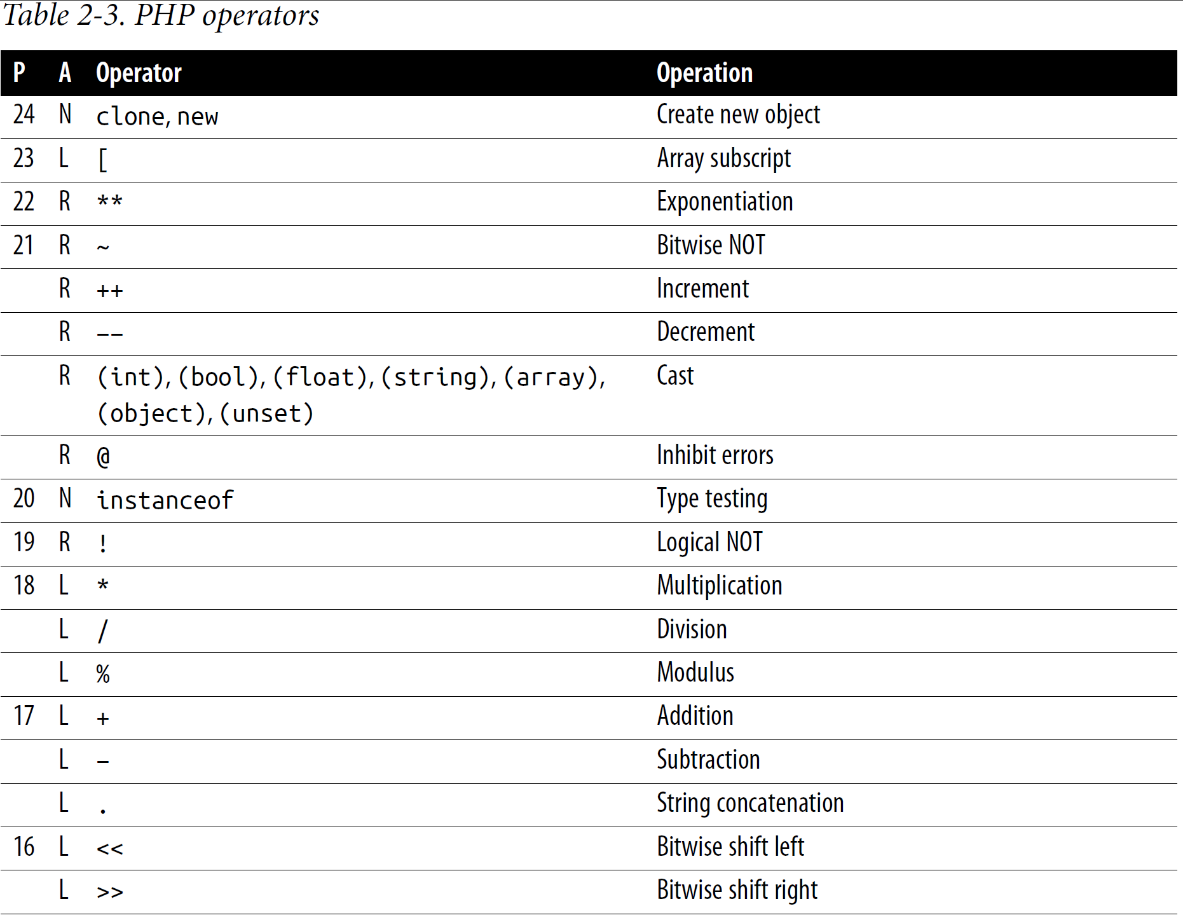 Table 2-3. PHP operators
P A Operator Operation
24 N clone, new Create new object
23 L [ Array subscript
22 R ** Exponentiation
21 R ~ Bitwise NOT
R ++ Increment
R −− Decrement
R (int), (bool), (float), (string), (array), Cast
(object), (unset)
R @ Inhibit errors
20 N instanceof Type testing
19 R ! Logical NOT
18 L * Multiplication
L / Division
L % Modulus
17 L + Addition
L − Subtraction
L . String concatenation
16 L << Bitwise shift left
L >> Bitwise shift right